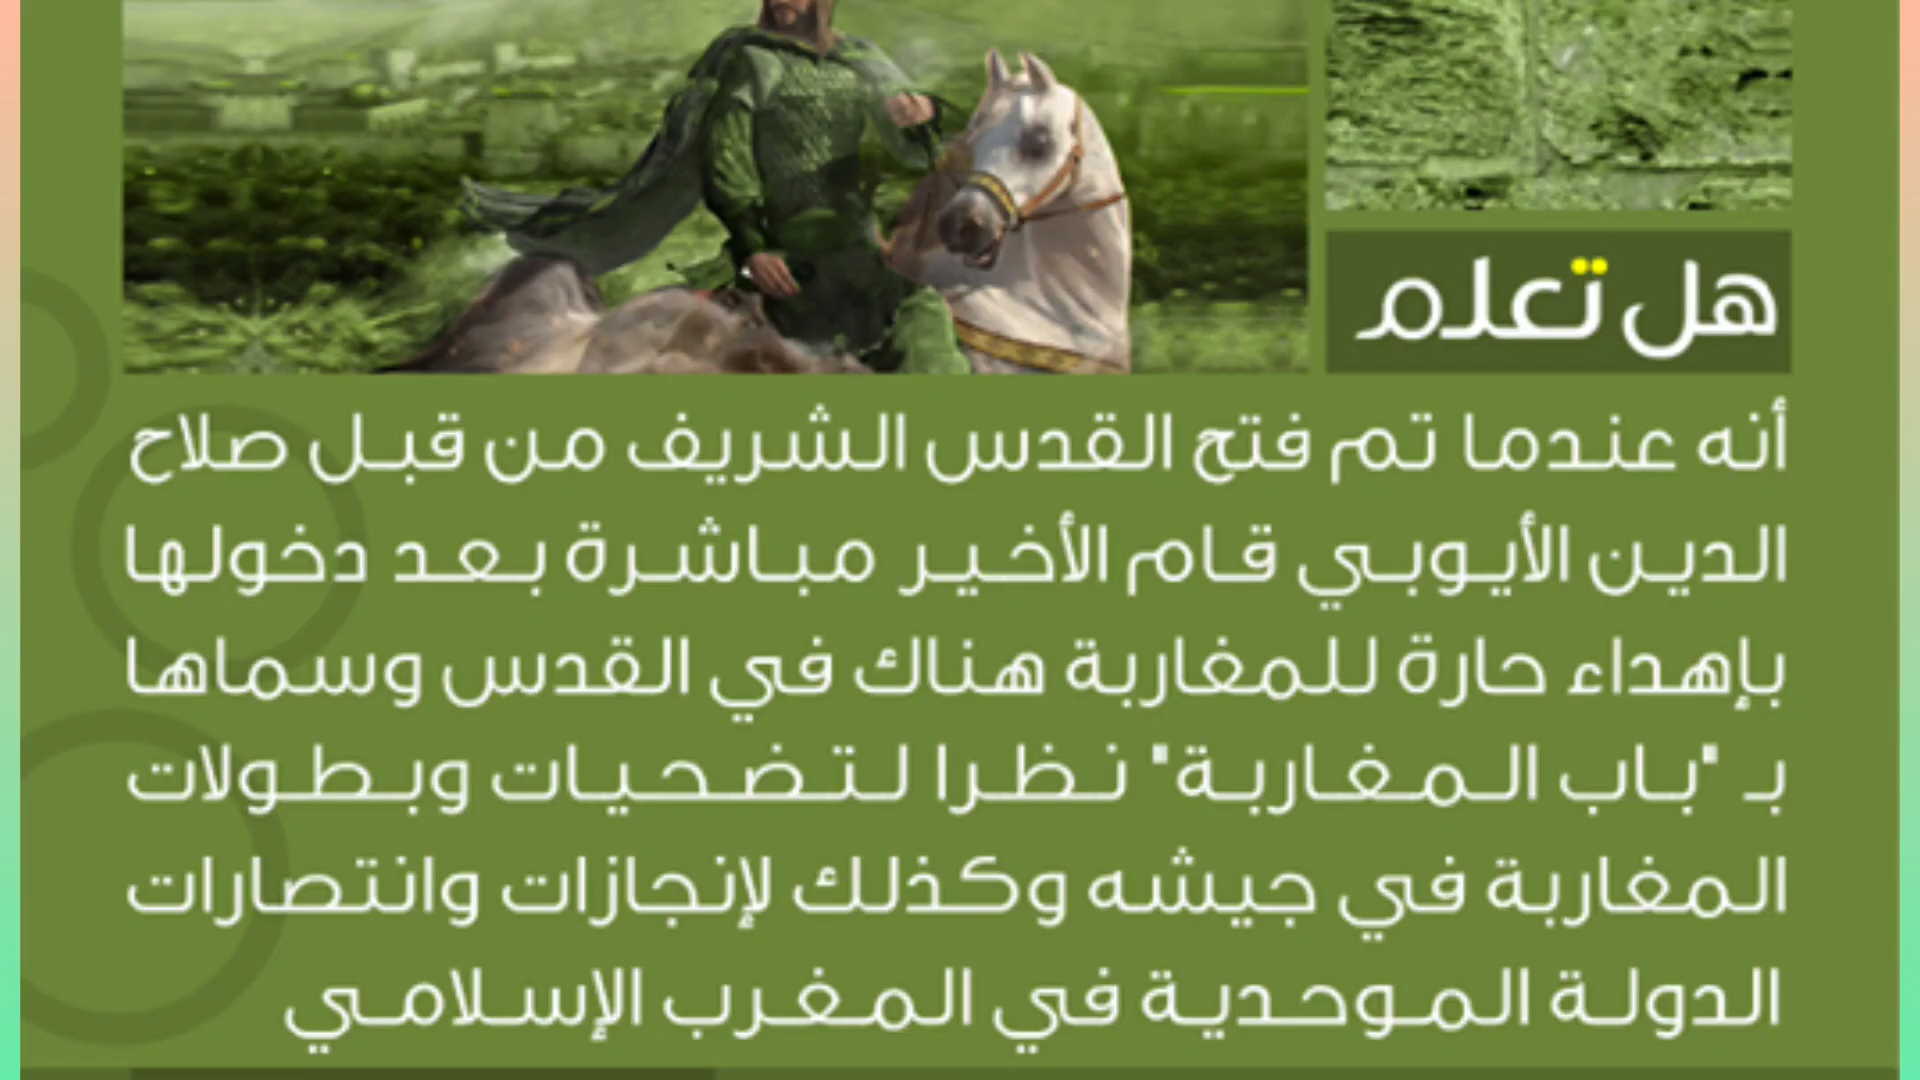 هل تعلم
أنه عندما تم فتح القدس الشريف من قبل صلاح
الدين الأيوبي قام الأخير مباشرة بعد دخولها
بإهداء حارة للمغاربة هناك في القدس وسماها
بـ "باب المغاربة" نظرا لتضحيات وبطولات
المغاربة في جيشه وكذلك لإنجازات وانتصارات
الدولة الموحدية في المغرب الإسلامي